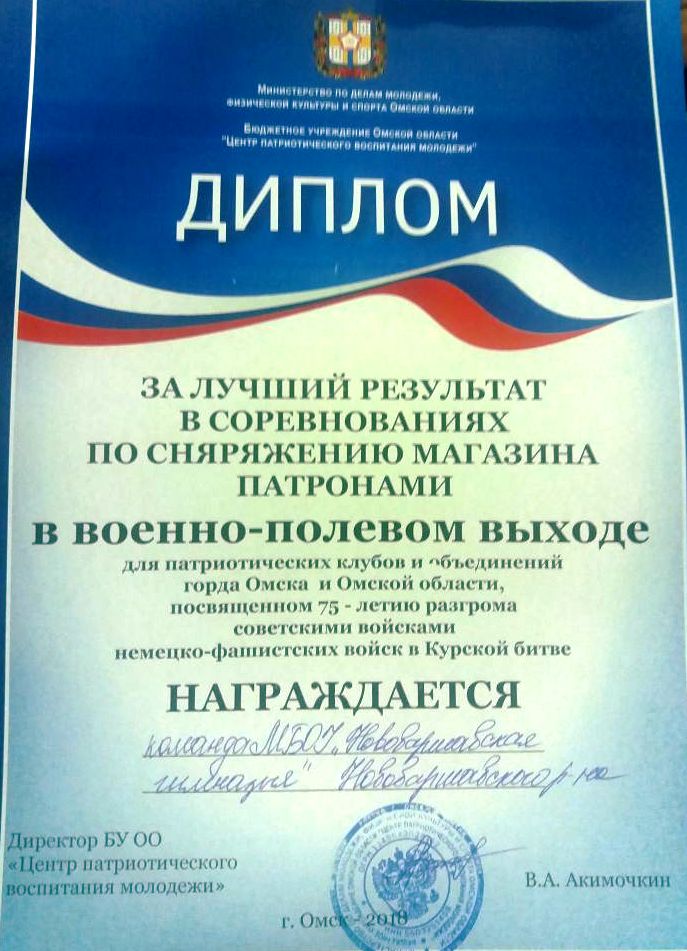 Министерство по делам молодежи,
физической культуры и спорта Омской области
Бюджетное учреждение Омской области
"Центр патриотического воспитания молодежи"
ДИПЛОМ
ЗА ЛУЧШИЙ РЕЗУЛЬТАТ
В СОРЕВНОВАНИЯХ
ПО СНЯРЯЖЕНИЮ МАГАЗИНА
ПАТРОНАМИ
в военно-полевом выходе
для патриотических клубов и объединений
горда Омска и Омской области,
посвященном 75 - летию разгрома
советскими войсками
немецко-фашистских войск в Курской битве
НАГРАЖДАЕТСЯ
команда МБОУ „Нововаршавская
гимназия" Нововаршавского р-на
Директор БУ ОО
«Центр патриотического
воспитания молодежи»
В.А. Акимочкин
г. Омск - 2018